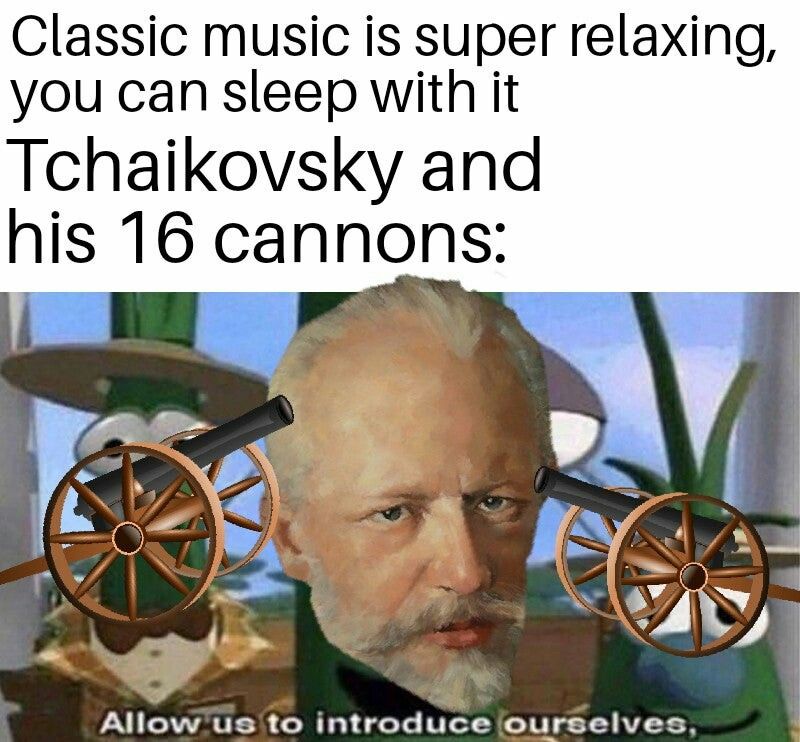 Classic music is super relaxing,
you can sleep with it
Tchaikovsky and
his 16 cannons:
Allow us to introduce ourselves,